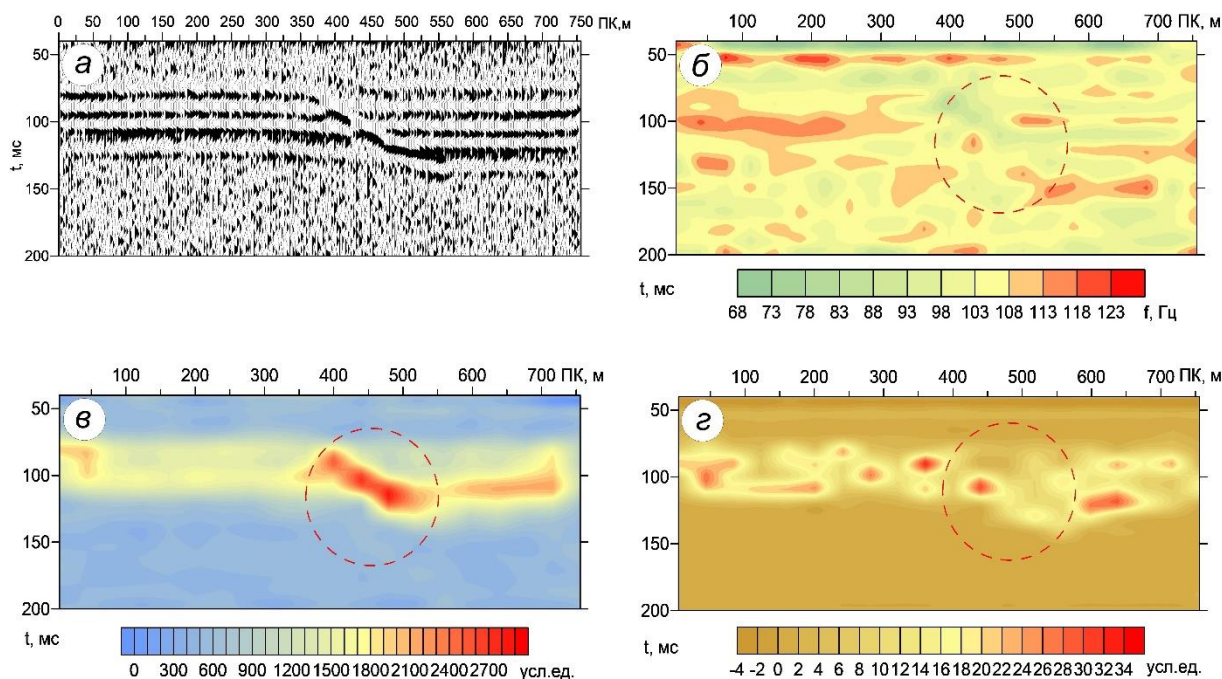 0 50 100 150 200 250 300 350 400 450 500 550 600 650 700 750 ПК,м
50
100
150
200
t, мс
а
100 200 300 400 500 600 700 ПК, м
50
100
150
200
б
t, мс
68 73 78 83 88 93 98 103 108 113 118 123 f, Гц
100 200 300 400 500 600 700 ПК, м
50
100
150
200
в
t, мс
0 300 600 900 1200 1500 1800 2100 2400 2700 усл.ед.
100 200 300 400 500 600 700 ПК, м
50
100
150
200
г
t, мс
-4 -2 0 2 4 6 8 10 12 14 16 18 20 22 24 26 28 30 32 34 усл.ед.